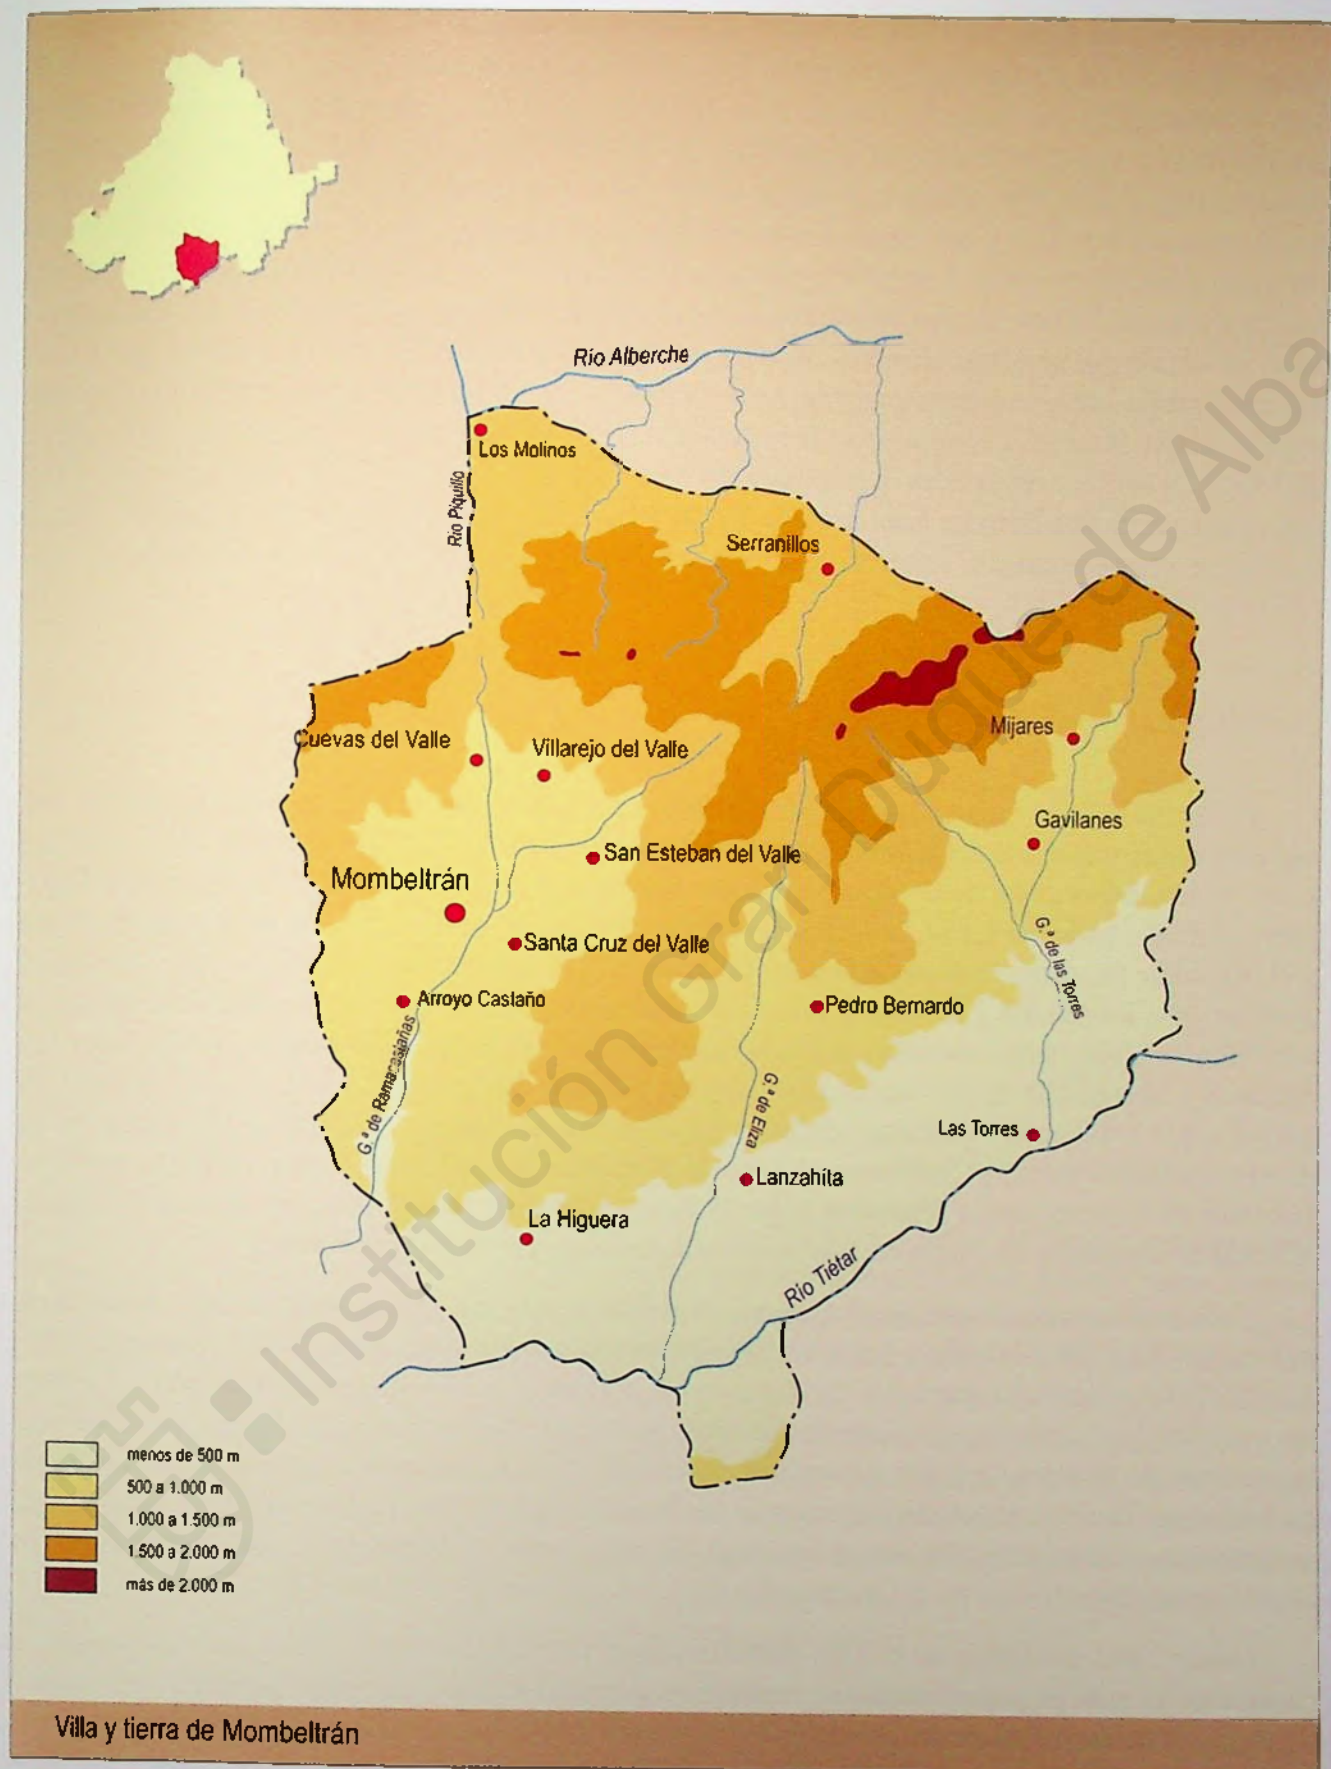 Río Alberche
Los Molinos
Río Piquillo
Serranillos
Cuevas del Valle
Villarejo del Valle
Mijares
Gavilanes
San Esteban del Valle
Mombeltrán
Santa Cruz del Valle
G.ª de las Torres
Arroyo Castaño
Pedro Bernardo
G.ª de Ramacastañas
G.ª de Eliza
Las Torres
Lanzahíta
La Higuera
Río Tiétar
menos de 500 m
500 a 1.000 m
1.000 a 1.500 m
1.500 a 2.000 m
más de 2.000 m
Villa y tierra de Mombeltrán
Institución Gran Duque de Alba